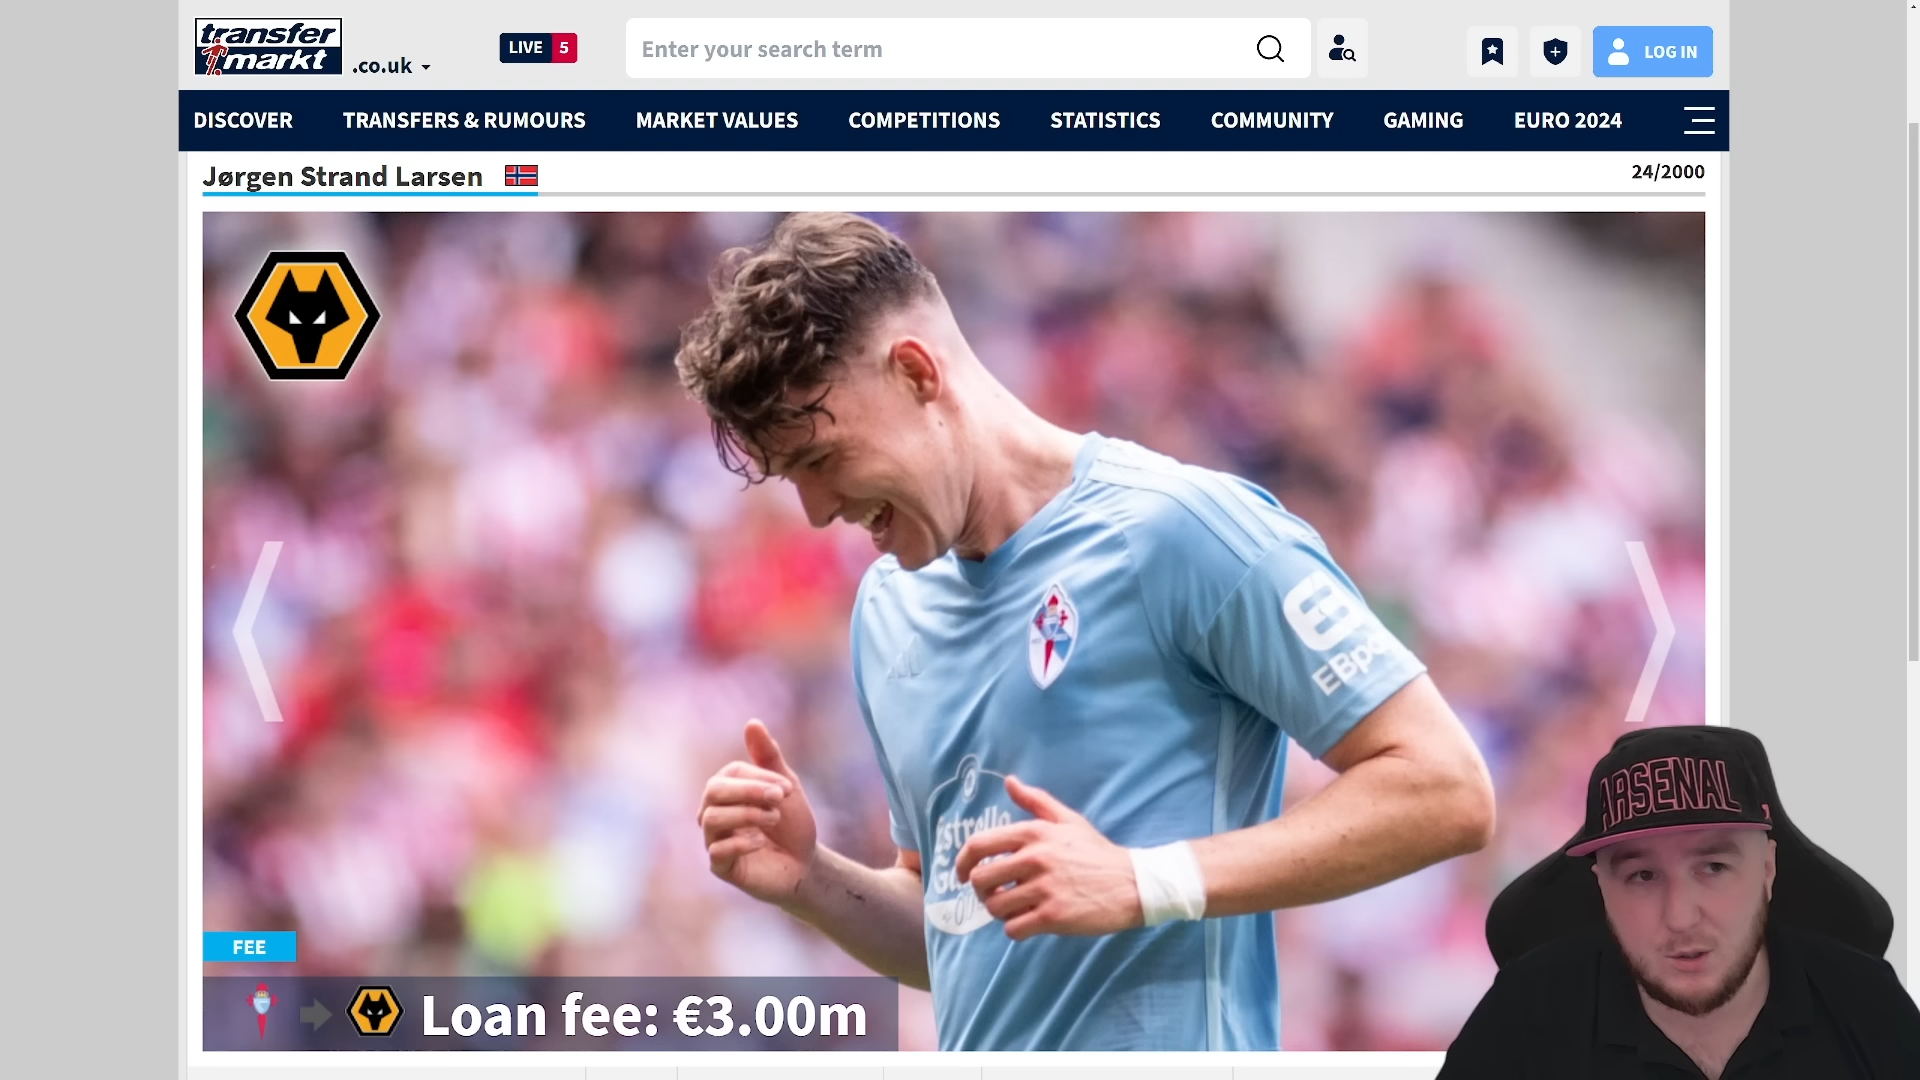 transfer
markt
.co.uk
LIVE 5
Enter your search term
LOG IN
DISCOVER TRANSFERS & RUMOURS MARKET VALUES COMPETITIONS STATISTICS COMMUNITY GAMING EURO 2024
Jørgen Strand Larsen
24/2000
Estrella
ARSENAL
FEE
Loan fee: €3.00m